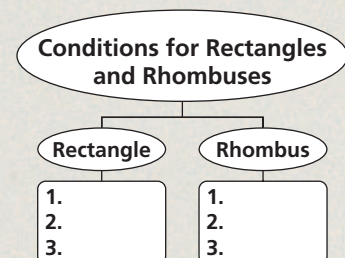 Conditions for Rectangles
and Rhombuses
Rectangle
Rhombus
1.
2.
3.
1.
2.
3.